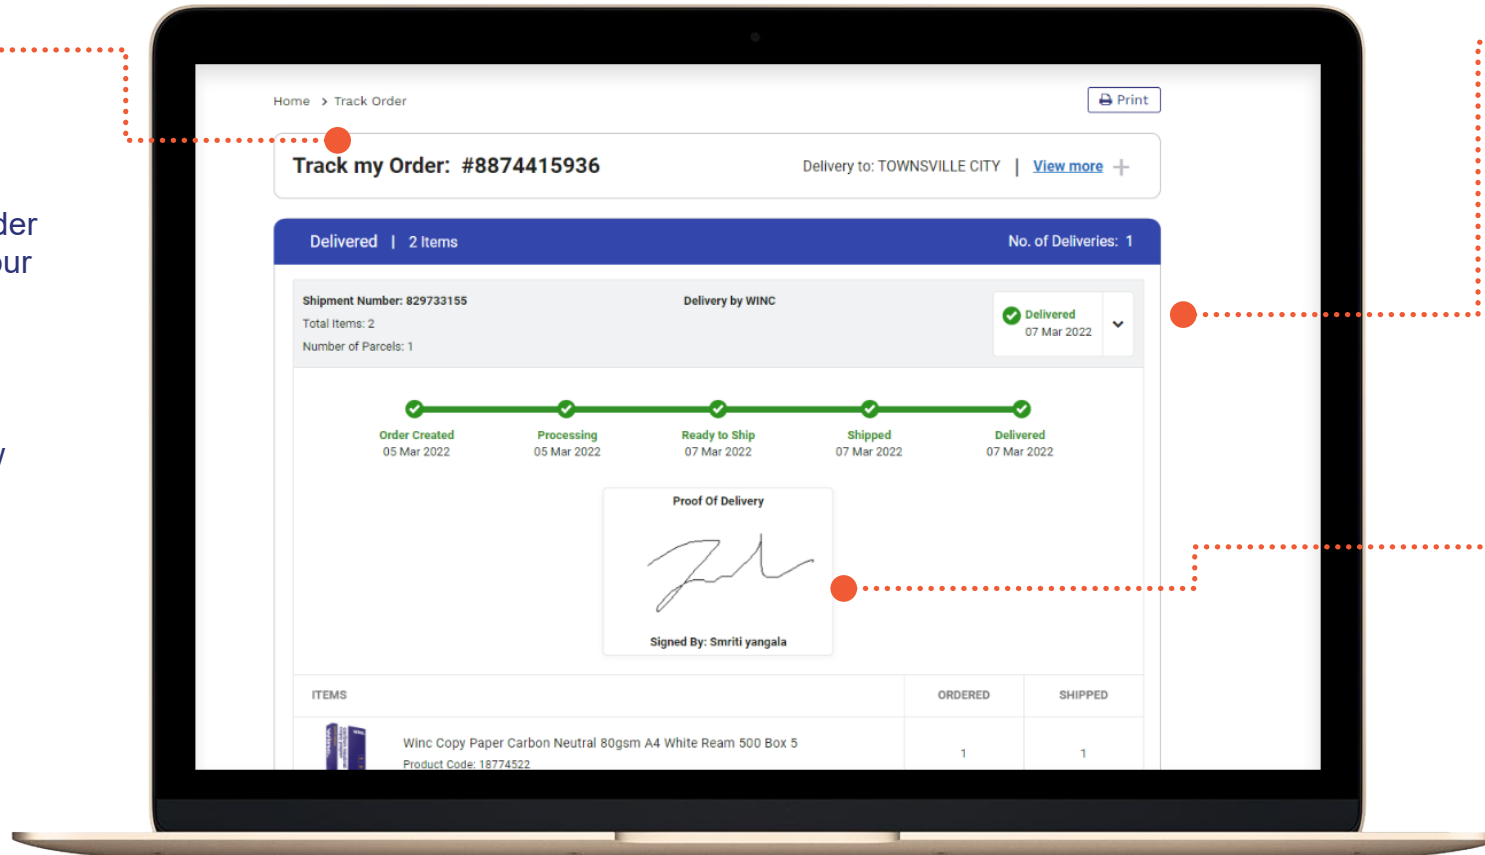 der
our
Home > Track Order
Print
Track my Order: #8874415936
Delivery to: TOWNSVILLE CITY | View more +
Delivered | 2 Items
No. of Deliveries: 1
Shipment Number: 829733155
Total Items: 2
Number of Parcels: 1
Delivery by WINC
Delivered
07 Mar 2022
Order Created
05 Mar 2022
Processing
05 Mar 2022
Ready to Ship
07 Mar 2022
Shipped
07 Mar 2022
Delivered
07 Mar 2022
Proof Of Delivery
Signed By: Smriti yangala
ITEMS
ORDERED
SHIPPED
Winc Copy Paper Carbon Neutral 80gsm A4 White Ream 500 Box 5
Product Code: 18774522
1
1